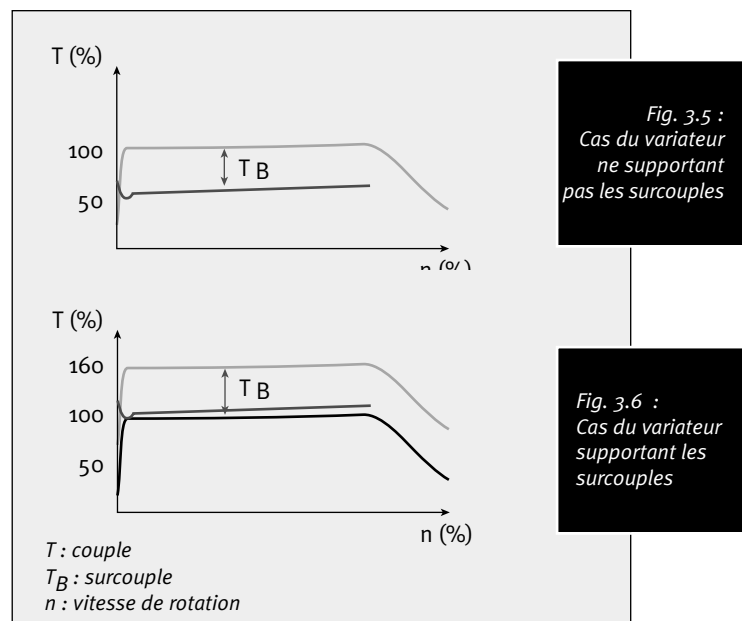 T (%)
100
50
T B
n (%)
Fig. 3.5 :
Cas du variateur
ne supportant
pas les surcouples
T (%)
160
100
50
T B
n (%)
Fig. 3.6 :
Cas du variateur
supportant les
surcouples
T : couple
TB : surcouple
n : vitesse de rotation